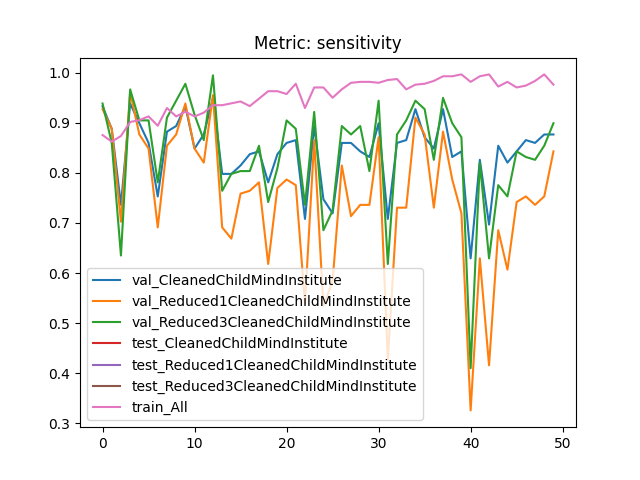 Metric: sensitivity
1.0
0.9
0.8
0.7
0.6
0.5
0.4
0.3
val_CleanedChildMindInstitute
val_Reduced1CleanedChildMindInstitute
val_Reduced3CleanedChildMindInstitute
test_CleanedChildMindInstitute
test_Reduced1CleanedChildMindInstitute
test_Reduced3CleanedChildMindInstitute
train_All
0 10 20 30 40 50